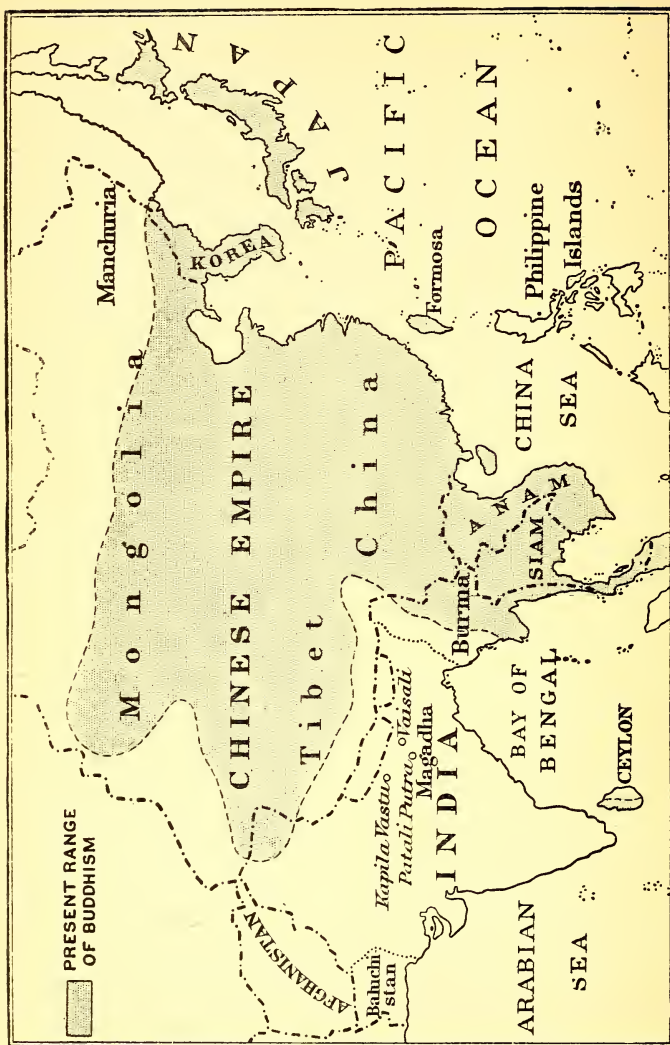 PRESENT RANGE
OF BUDDHISM
Mongolia
Manchuria
JAPAN
KOREA
CHINESE EMPIRE
AFGHANISTAN
Tibet
China
PACIFIC
OCEAN
Formosa
Baluchi
stan
Kapila Vastu
Patali Putra
Vaisali
Magadha
INDIA
Burma
ANAM
SIAM
CHINA
SEA
Philippine
Islands
ARABIAN
SEA
BAY OF
BENGAL
CEYLON